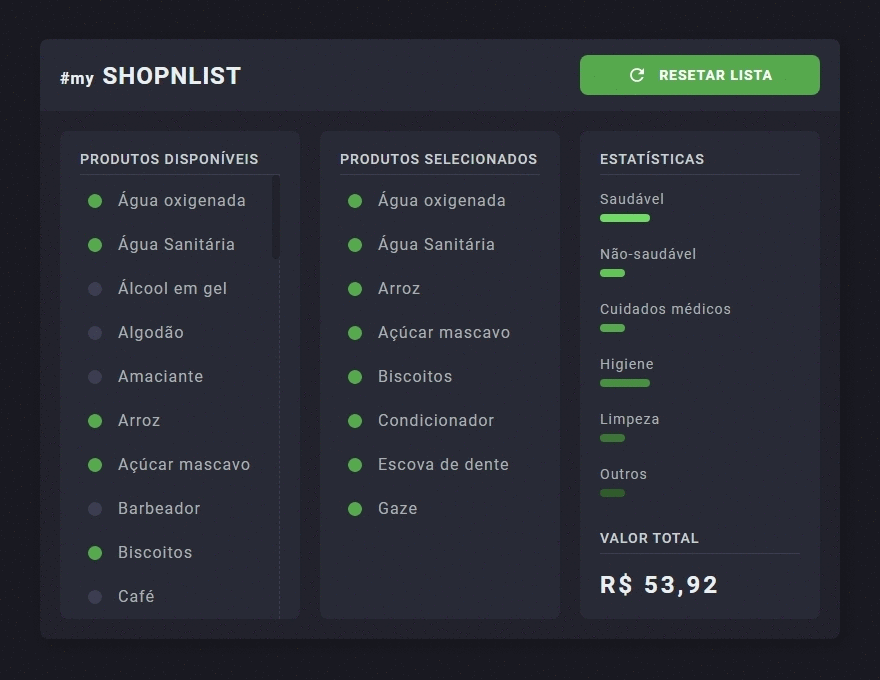 #my SHOPNLIST
RESETAR LISTA
PRODUTOS DISPONÍVEIS
Água oxigenada
Água Sanitária
Álcool em gel
Algodão
Amaciante
Arroz
Açúcar mascavo
Barbeador
Biscoitos
Café
PRODUTOS SELECIONADOS
Água oxigenada
Água Sanitária
Arroz
Açúcar mascavo
Biscoitos
Condicionador
Escova de dente
Gaze
ESTATÍSTICAS
Saudável
Não-saudável
Cuidados médicos
Higiene
Limpeza
Outros
VALOR TOTAL
R$ 53,92